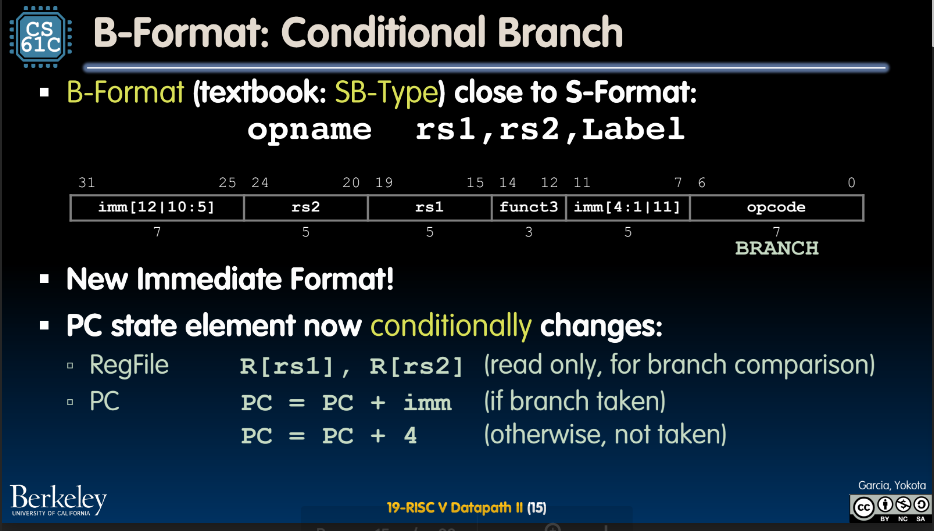 CS
61C
B-Format: Conditional Branch
▪ B-Format (textbook: SB-Type) close to S-Format:
opname rs1,rs2,Label
31 25 24 20 19 15 14 12 11 7 6 0
imm[12|10:5] rs2 rs1 funct3 imm[4:1|11] opcode
7 5 5 3 5 7
BRANCH
▪ New Immediate Format!
▪ PC state element now conditionally changes:
▫ RegFile R[rs1], R[rs2] (read only, for branch comparison)
▫ PC PC = PC + imm (if branch taken)
PC = PC + 4 (otherwise, not taken)
Berkeley
UNIVERSITY OF CALIFORNIA
19-RISC V Datapath II (15)
Garcia, Yokota
cc
BY NC SA